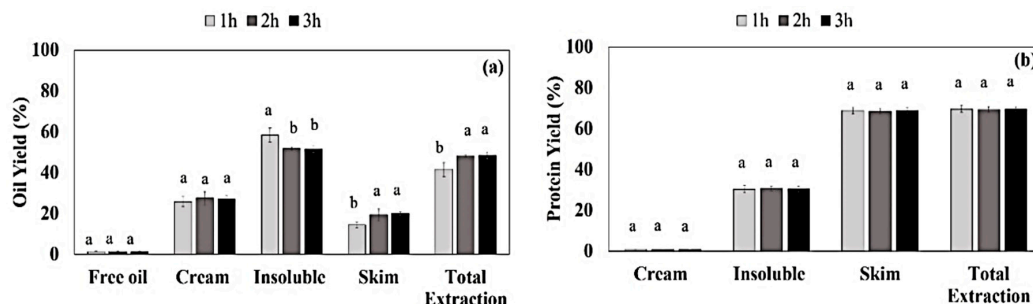 1h 2h 3h
100
80
60
40
20
0
Oil Yield (%)
(a)
a a a
a a a
a b b
b a a
b a a
Free oil Cream Insoluble Skim Total
Extraction
1h 2h 3h
100
80
60
40
20
0
Protein Yield (%)
(b)
a a a
a a a
a a a
a a a
Cream Insoluble Skim Total
Extraction